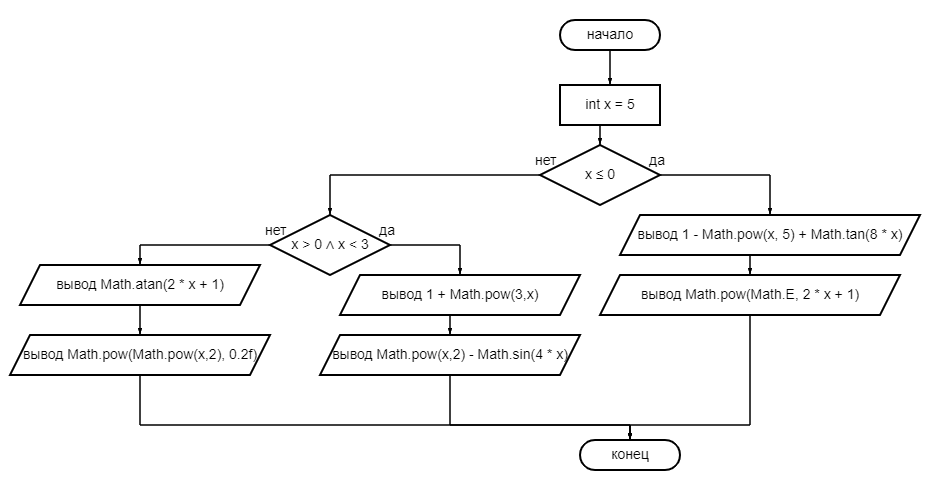 начало
int x = 5
нет
да
x ≤ 0
нет
x > 0 ∧ x < 3
да
вывод 1 - Math.pow(x, 5) + Math.tan(8 * x)
вывод Math.atan(2 * x + 1)
вывод 1 + Math.pow(3,x)
вывод Math.pow(Math.E, 2 * x + 1)
вывод Math.pow(Math.pow(x,2), 0.2f)
вывод Math.pow(x,2) - Math.sin(4 * x)
конец